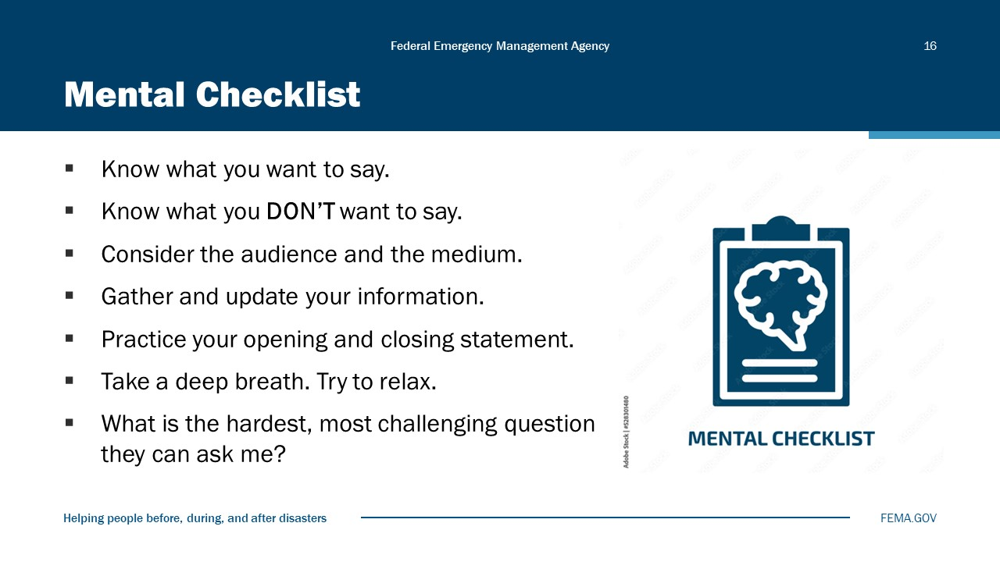 Federal Emergency Management Agency
16
Mental Checklist
▪ Know what you want to say.
▪ Know what you DON’T want to say.
▪ Consider the audience and the medium.
▪ Gather and update your information.
▪ Practice your opening and closing statement.
▪ Take a deep breath. Try to relax.
▪ What is the hardest, most challenging question
they can ask me?
Adobe Stock | #528301480
MENTAL CHECKLIST
Helping people before, during, and after disasters
FEMA.GOV